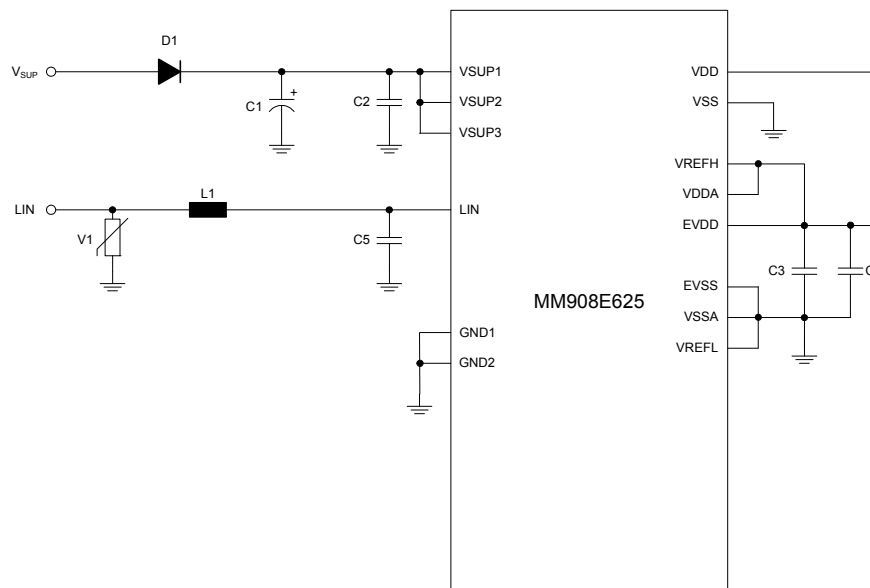 D1
VSUP
C1
+
C2
VSUP1
VSUP2
VSUP3
LIN
V1
L1
C5
LIN
GND1
GND2
MM908E625
VDD
VSS
VREFH
VDDA
EVDD
EVSS
VSSA
VREFL
C3